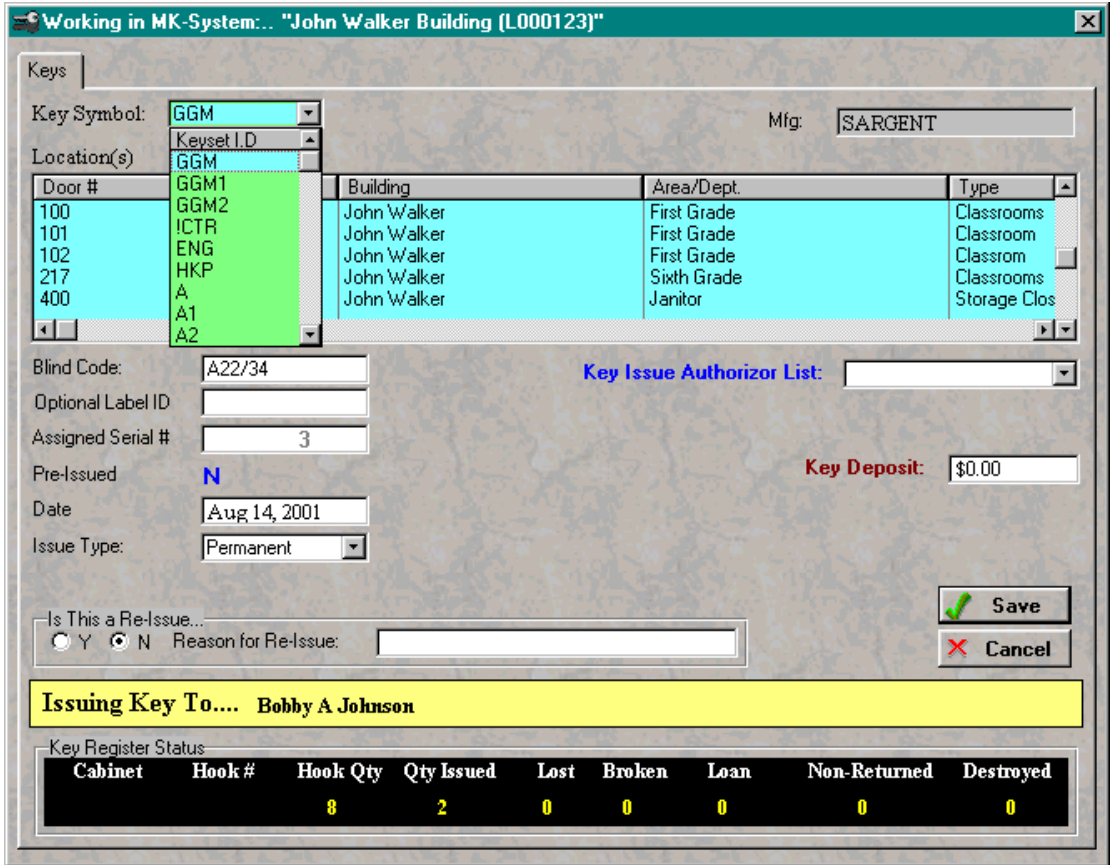 Working in MK-System:.. "John Walker Building (L000123)"
Keys
Key Symbol: GGM Mfg: SARGENT
Keyset I.D
Location(s) GGM
GGM1
GGM2
!CTR
ENG
HKP
A
A1
A2
Door # Building Area/Dept. Type
100 John Walker First Grade Classrooms
101 John Walker First Grade Classroom
102 John Walker First Grade Classrom
217 John Walker Sixth Grade Classrooms
400 John Walker Janitor Storage Clos
Blind Code: A22/34 Key Issue Authorizor List:
Optional Label ID
Assigned Serial # 3
Pre-Issued N Key Deposit: $0.00
Date Aug 14, 2001
Issue Type: Permanent
Save
Is This a Re-Issue...
Y N Reason for Re-Issue:
Cancel
Issuing Key To.... Bobby A Johnson
Key Register Status
Cabinet Hook # Hook Qty Qty Issued Lost Broken Loan Non-Returned Destroyed
8 2 0 0 0 0 0